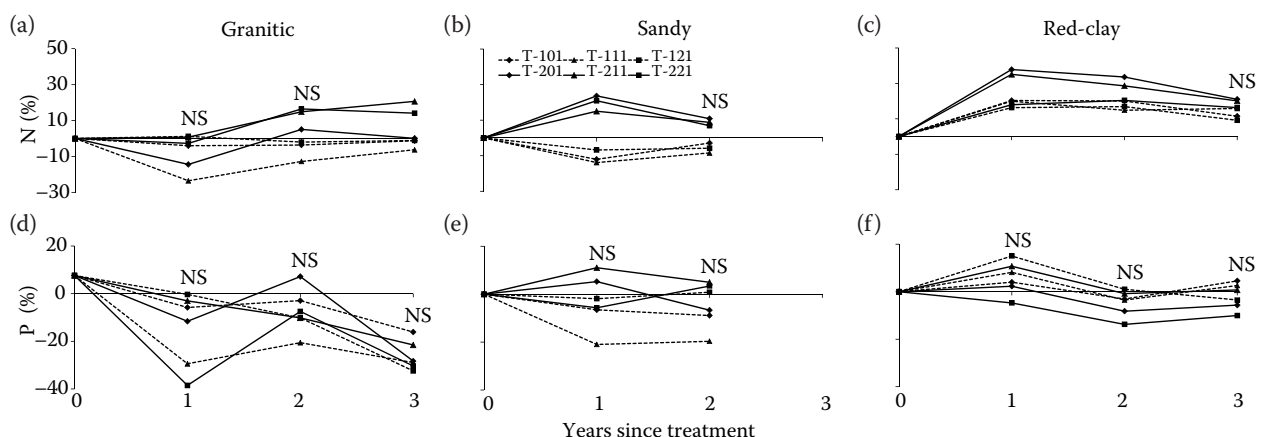 (a) Granitic (b) Sandy (c) Red-clay
50
30
10
−10
−30
N (%)
NS
NS
T-101 T-111 T-121
T-201 T-211 T-221
NS
NS
(d) (e) (f)
20
0
−20
−40
P (%)
NS
NS
NS
NS
NS
NS
NS
NS
0 1 2 3 0 1 2 3 0 1 2 3
Years since treatment